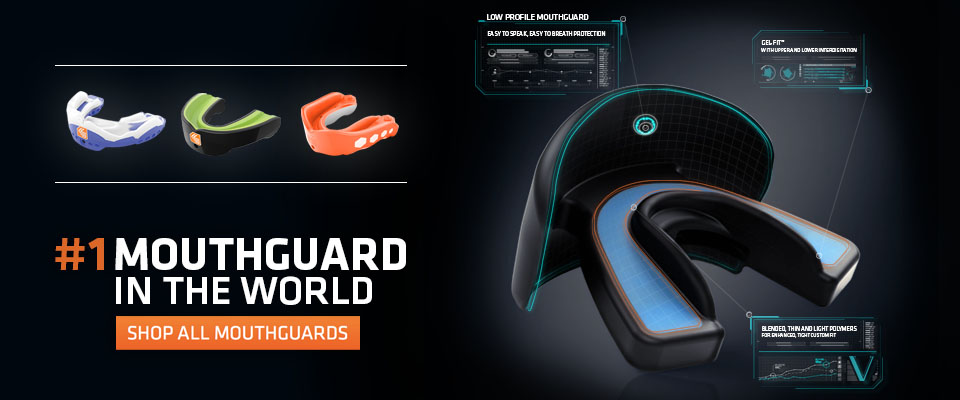 #1 MOUTHGUARD
IN THE WORLD
SHOP ALL MOUTHGUARDS
LOW PROFILE MOUTHGUARD
EASY TO SPEAK, EASY TO BREATH PROTECTION
GEL FIT™
WITH UPPER AND LOWER INTERDIGITATION
BLENDED, THIN AND LIGHT POLYMERS
FOR ENHANCED, TIGHT CUSTOM FIT